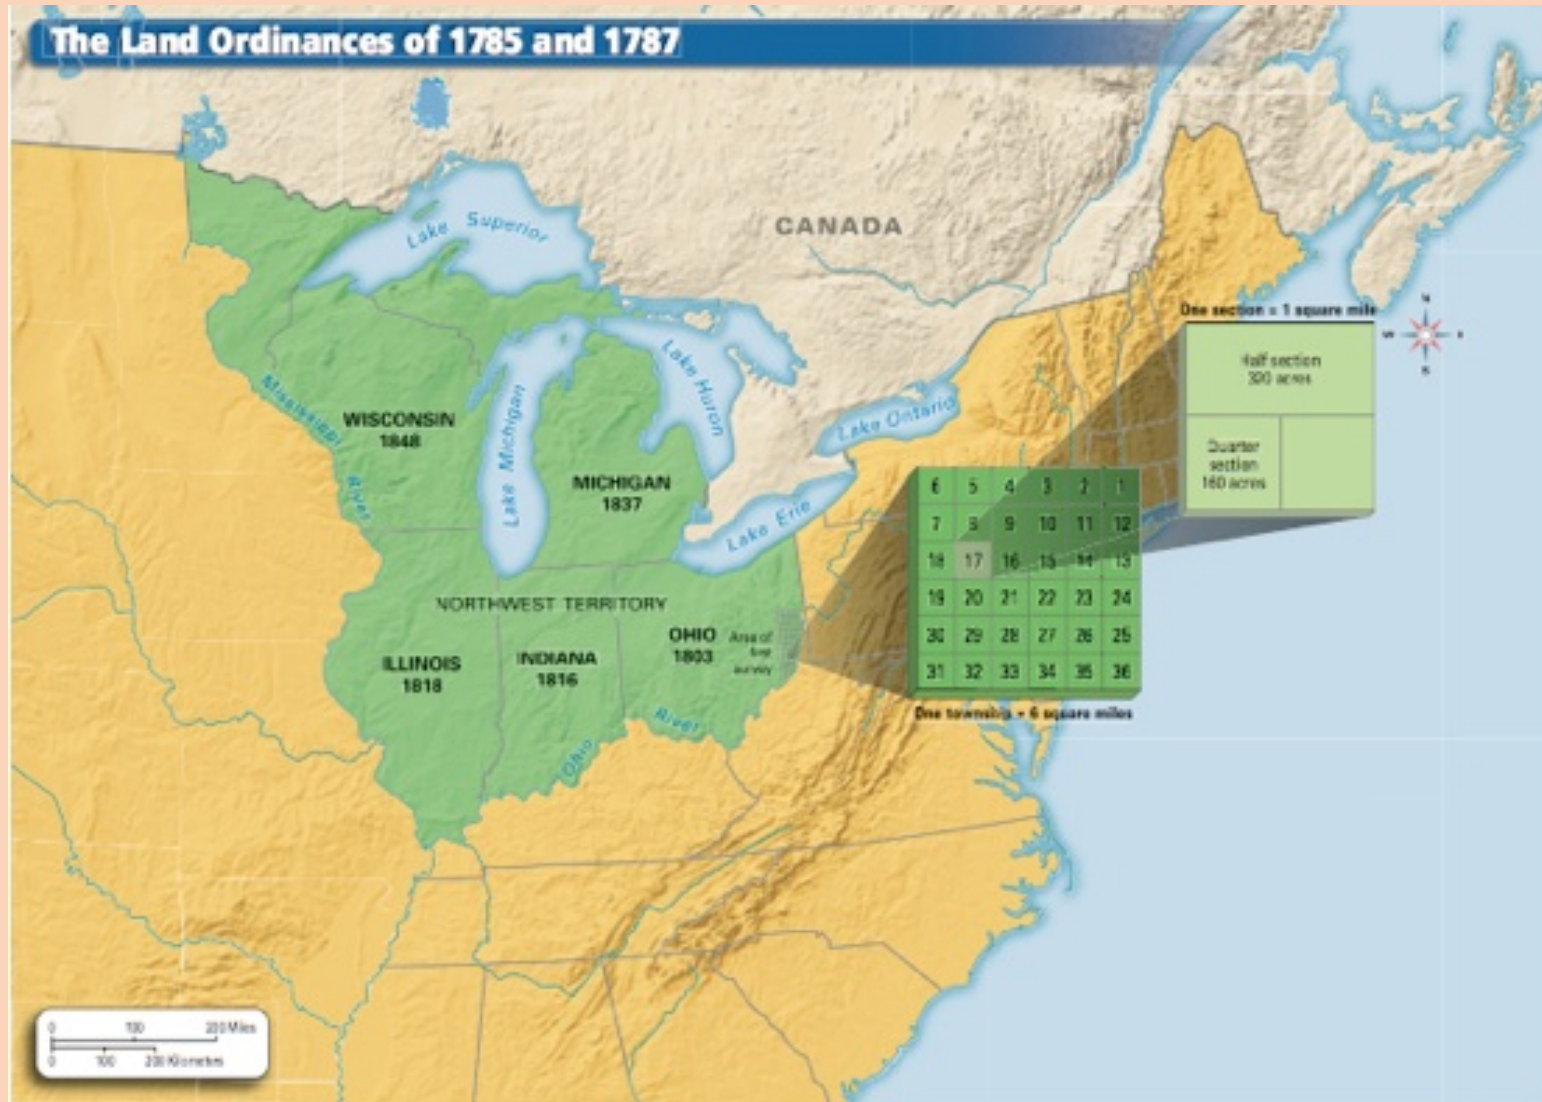 The Land Ordinances of 1785 and 1787
CANADA
Lake Superior
Lake Michigan
Lake Huron
Lake Ontario
Lake Erie
Mississippi
River
WISCONSIN
1848
MICHIGAN
1837
NORTHWEST TERRITORY
ILLINOIS
1818
INDIANA
1816
OHIO
1803
Area of
first
survey
Ohio
River
One section = 1 square mile
Half section
320 acres
Quarter
section
160 acres
N
W E
S
6 5 4 3 2 1
7 8 9 10 11 12
18 17 16 15 14 13
19 20 21 22 23 24
30 29 28 27 26 25
31 32 33 34 35 36
One township = 6 square miles
0 100 200 Miles
0 100 200 Kilometers